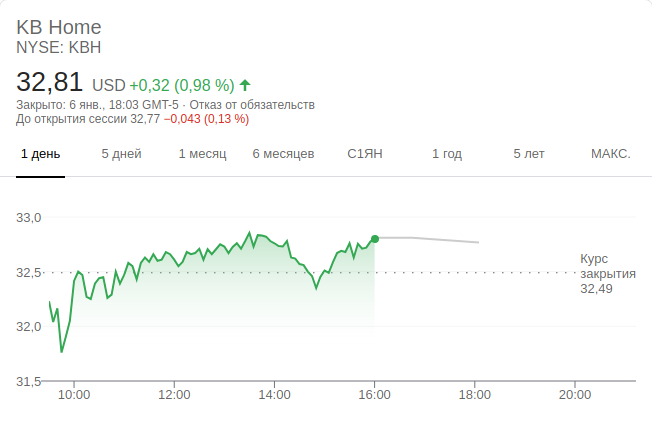 KB Home
NYSE: KBH
32,81 USD +0,32 (0,98 %)
Закрыто: 6 янв., 18:03 GMT-5 · Отказ от обязательств
До открытия сессии 32,77 −0,043 (0,13 %)
1 день 5 дней 1 месяц 6 месяцев С1ЯН 1 год 5 лет МАКС.
33,0
32,5
32,0
31,5
Курс
закрытия
32,49
10:00 12:00 14:00 16:00 18:00 20:00